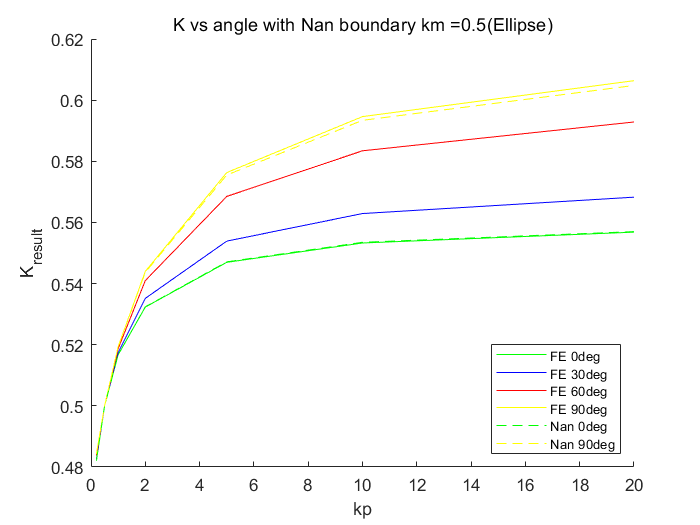 K vs angle with Nan boundary km =0.5(Ellipse)
0.62
0.6
0.58
0.56
0.54
0.52
0.5
0.48
K_result
0 2 4 6 8 10 12 14 16 18 20
kp
FE 0deg
FE 30deg
FE 60deg
FE 90deg
Nan 0deg
Nan 90deg